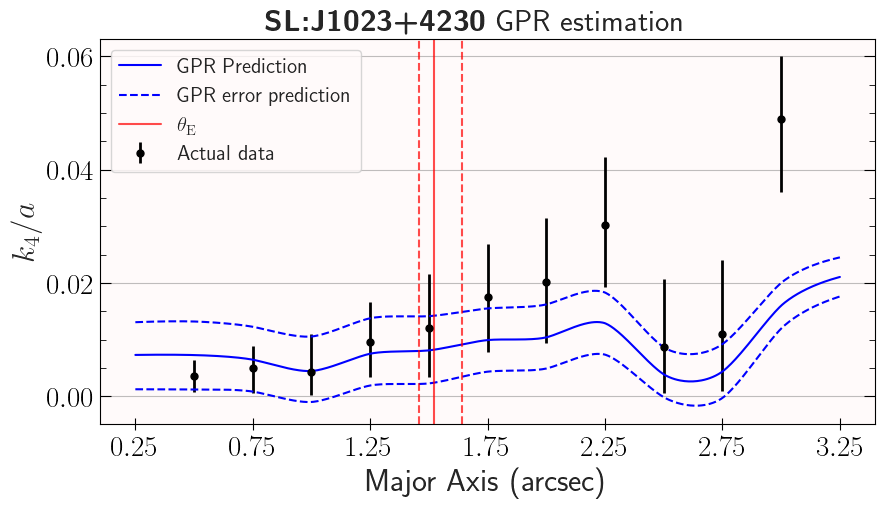 SL:J1023+4230 GPR estimation
GPR Prediction
GPR error prediction
θ_E
Actual data
k₄/a
0.06
0.04
0.02
0.00
0.25 0.75 1.25 1.75 2.25 2.75 3.25
Major Axis (arcsec)